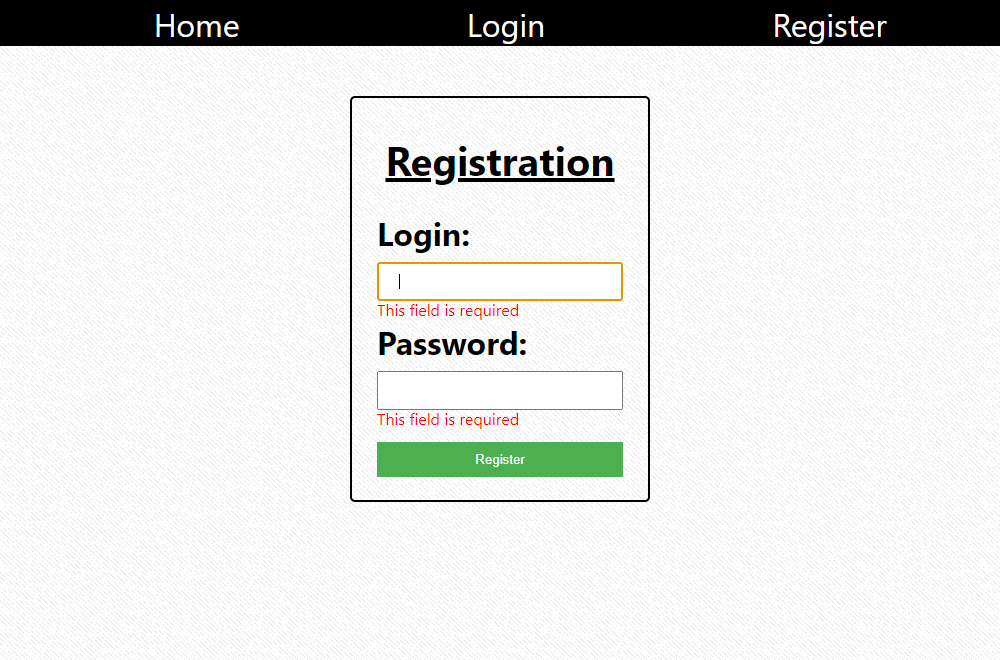 Home Login Register
Registration
Login:
This field is required
Password:
This field is required
Register